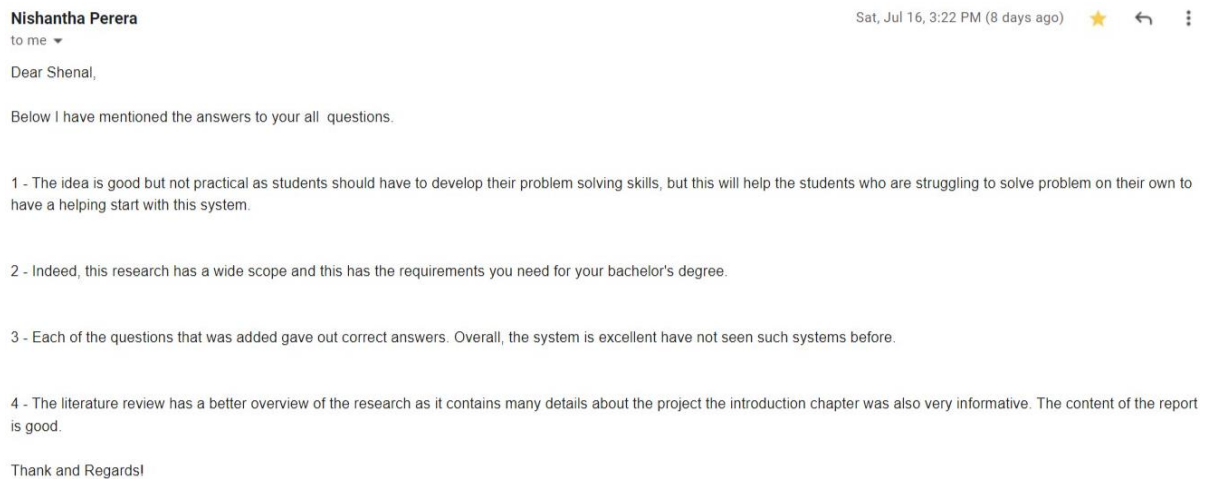 Nishantha Perera
Sat, Jul 16, 3:22 PM (8 days ago)
to me
Dear Shenal,
Below I have mentioned the answers to your all  questions.
1 - The idea is good but not practical as students should have to develop their problem solving skills, but this will help the students who are struggling to solve problem on their own to
have a helping start with this system.
2 - Indeed, this research has a wide scope and this has the requirements you need for your bachelor's degree.
3 - Each of the questions that was added gave out correct answers. Overall, the system is excellent have not seen such systems before.
4 - The literature review has a better overview of the research as it contains many details about the project the introduction chapter was also very informative. The content of the report
is good.
Thank and Regards!